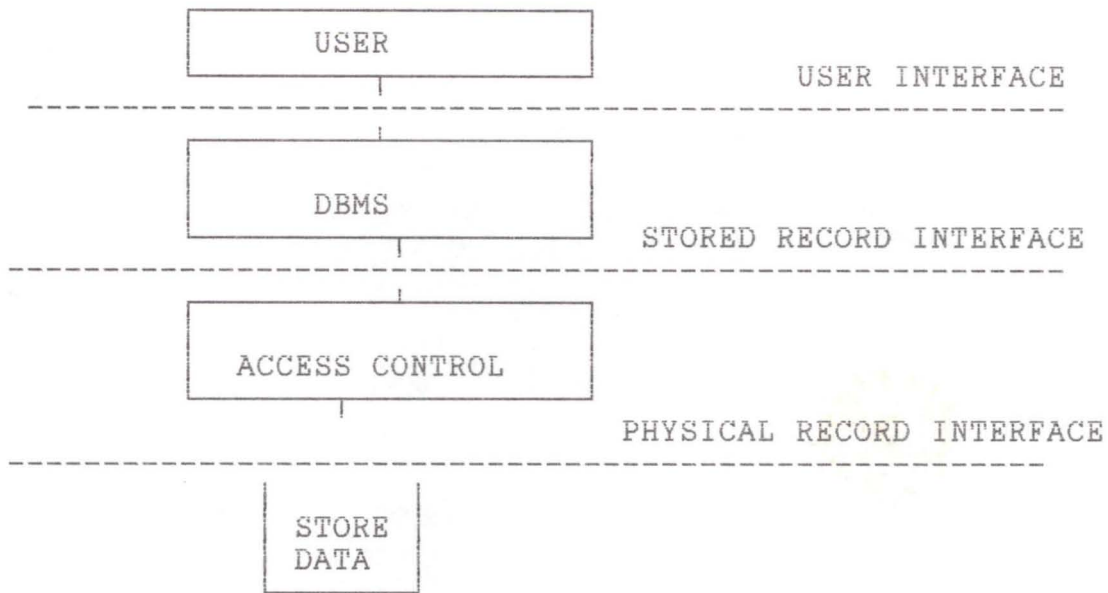 USER
USER INTERFACE
DBMS
STORED RECORD INTERFACE
ACCESS CONTROL
PHYSICAL RECORD INTERFACE
STORE
DATA